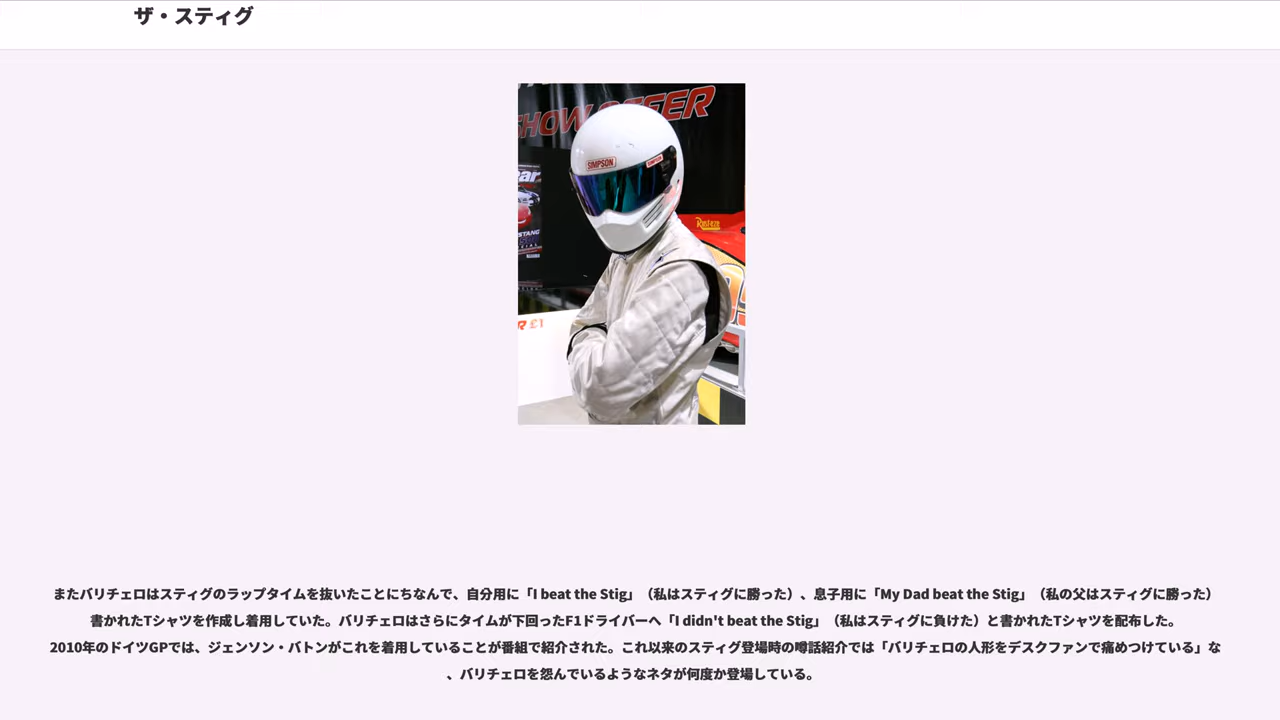 ザ・スティグ
SHOW OFFER
SIMPSON
SIMPSON
Rusteze
R £1
またバリチェロはスティグのラップタイムを抜いたことにちなんで、自分用に「I beat the Stig」（私はスティグに勝った）、息子用に「My Dad beat the Stig」（私の父はスティグに勝った）
書かれたTシャツを作成し着用していた。バリチェロはさらにタイムが下回ったF1ドライバーへ「I didn't beat the Stig」（私はスティグに負けた）と書かれたTシャツを配布した。
2010年のドイツGPでは、ジェンソン・バトンがこれを着用していることが番組で紹介された。これ以来のスティグ登場時の噂話紹介では「バリチェロの人形をデスクファンで痛めつけている」な
、バリチェロを怨んでいるようなネタが何度か登場している。